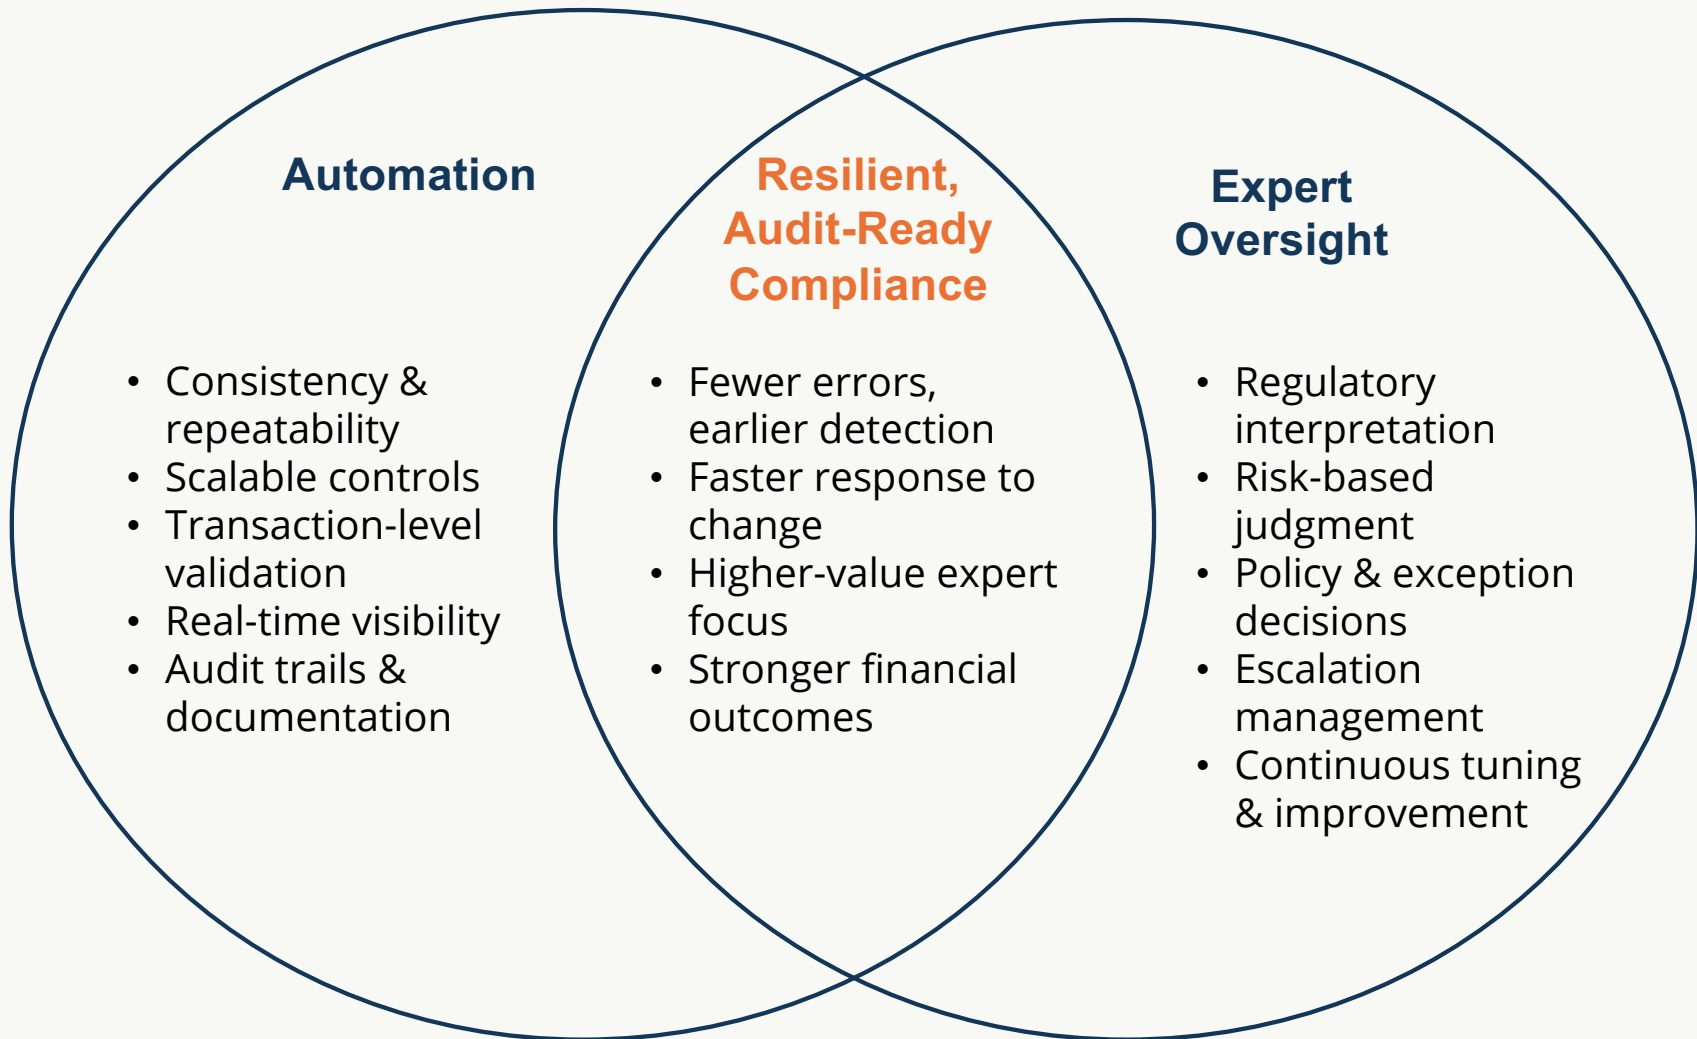 Automation
• Consistency &
repeatability
• Scalable controls
• Transaction-level
validation
• Real-time visibility
• Audit trails &
documentation
Resilient,
Audit-Ready
Compliance
• Fewer errors,
earlier detection
• Faster response to
change
• Higher-value expert
focus
• Stronger financial
outcomes
Expert
Oversight
• Regulatory
interpretation
• Risk-based
judgment
• Policy & exception
decisions
• Escalation
management
• Continuous tuning
& improvement